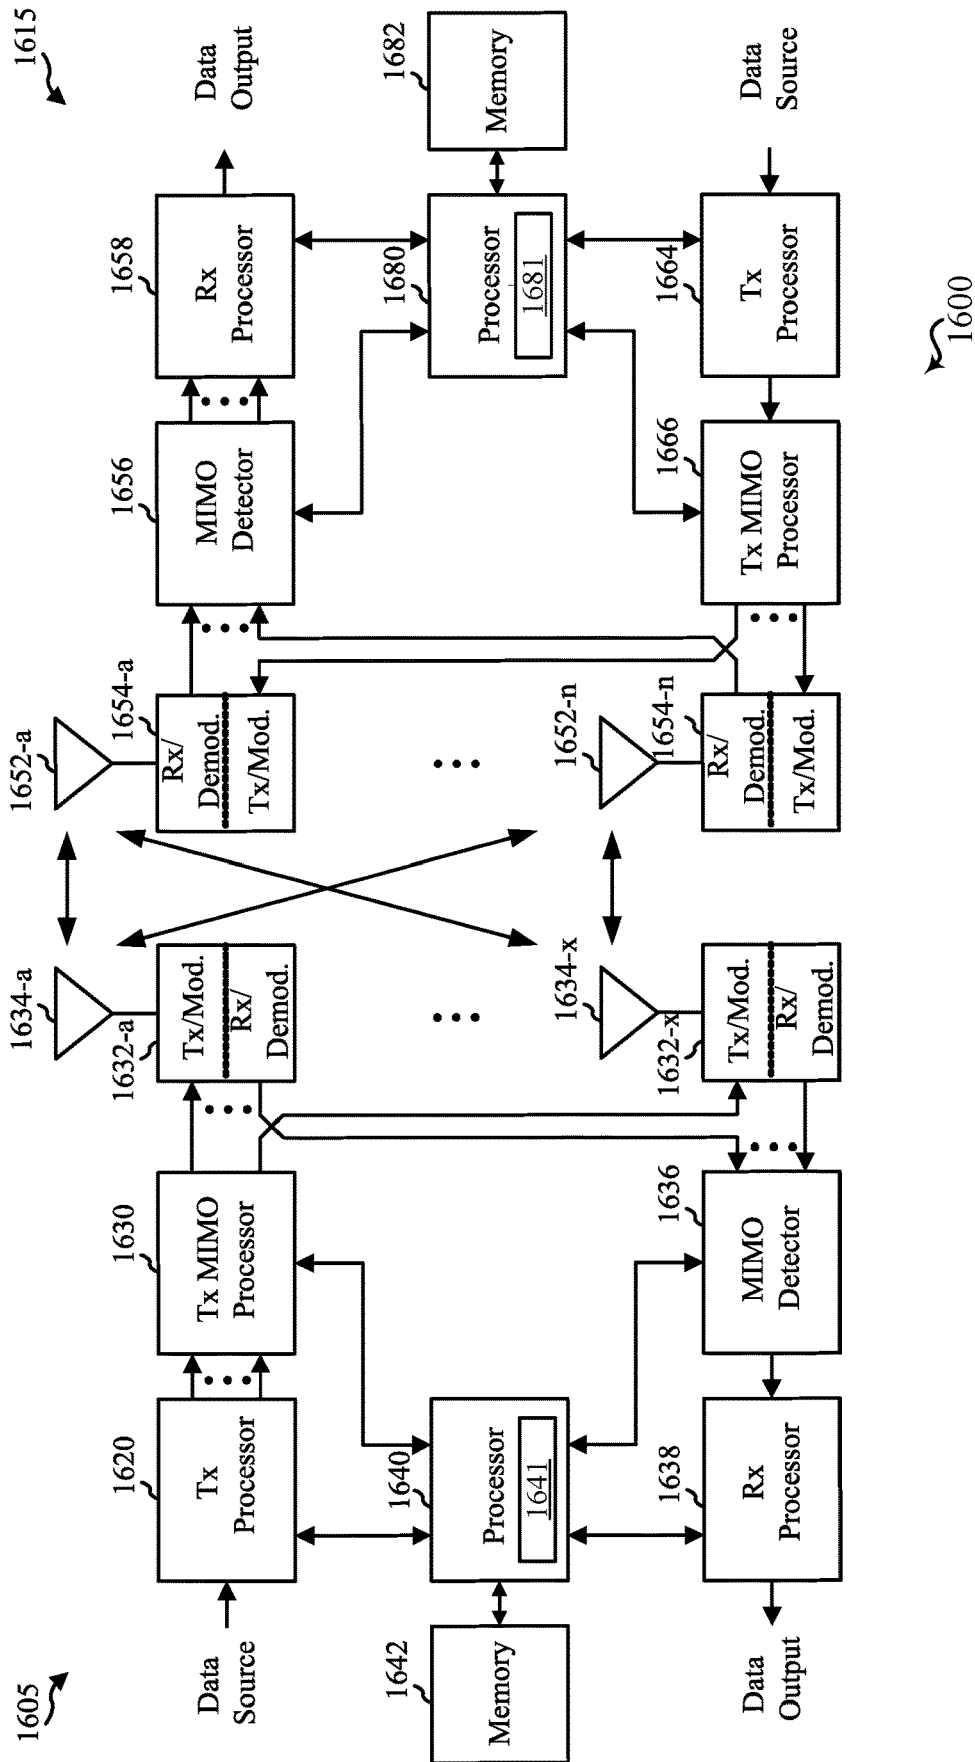 1605
1615
Data
Source
1620
Tx
Processor
1630
Tx MIMO
Processor
1632-a
Tx/Mod.
Rx/
Demod.
1634-a
1652-a
1654-a
Rx/
Demod.
Tx/Mod.
1656
MIMO
Detector
1658
Rx
Processor
Data
Output
1642
Memory
1640
Processor
1641
1680
Processor
1681
1682
Memory
Data
Output
1638
Rx
Processor
1636
MIMO
Detector
1632-x
Tx/Mod.
Rx/
Demod.
1634-x
1652-n
1654-n
Rx/
Demod.
Tx/Mod.
1666
Tx MIMO
Processor
1664
Tx
Processor
Data
Source
1600